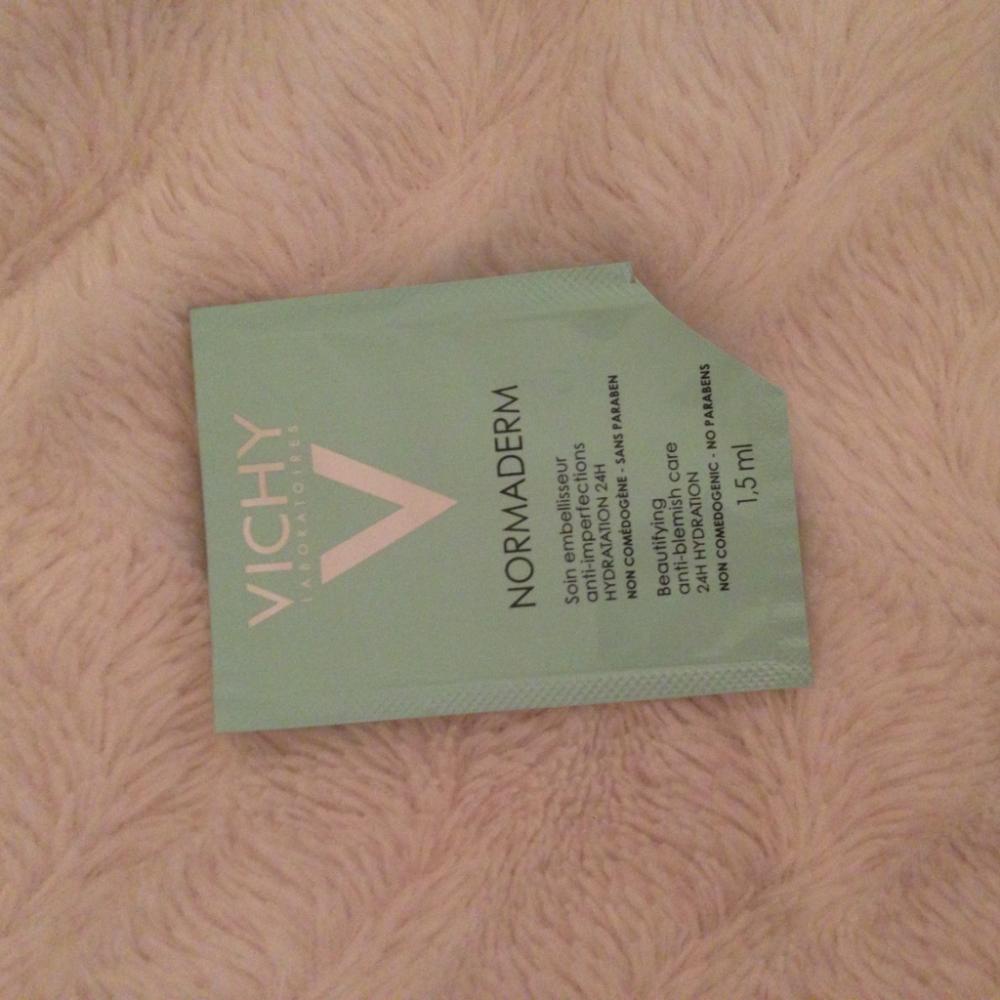 VICHY
LABORATOIRES
V
NORMADERM
Soin embellisseur
anti-imperfections
HYDRATATION 24H
NON COMÉDOGÈNE - SANS PARABEN
Beautifying
anti-blemish care
24H HYDRATION
NON COMEDOGENIC - NO PARABENS
1,5 ml